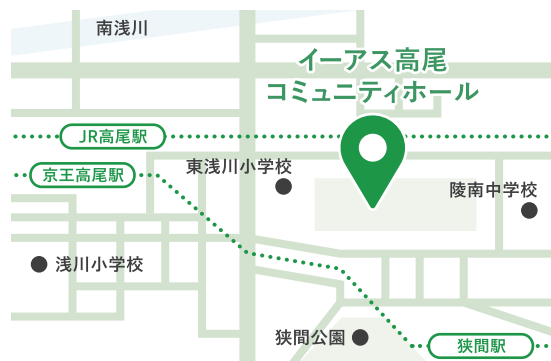 南浅川
イーアス高尾
コミュニティホール
JR高尾駅
京王高尾駅
東浅川小学校
陵南中学校
浅川小学校
狭間公園
狭間駅